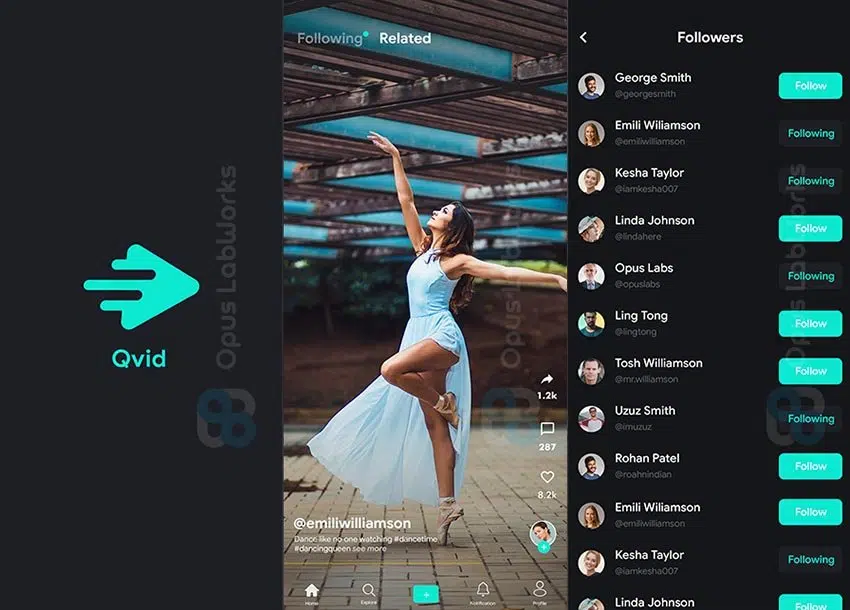 Qvid
Opus LabWorks
Following Related
1.2k
287
8.2k
@emiliwilliamson
Dance like no one watching #dancetime
#dancingqueen see more
Home
Explore
Notification
Profile
Opus LabWorks
Followers
George Smith
@georgesmith
Follow
Emili Wiliamson
@emiliwilliamson
Following
Kesha Taylor
@iamkesha007
Following
Linda Johnson
@lindahere
Follow
Opus Labs
@opuslabs
Following
Ling Tong
@lingtong
Follow
Tosh Williamson
@mr.williamson
Follow
Uzuz Smith
@imuzuz
Following
Rohan Patel
@roahnindian
Follow
Emili Wiliamson
@emiliwilliamson
Follow
Kesha Taylor
@iamkesha007
Following
Linda Johnson
Follow
Opus LabWorks